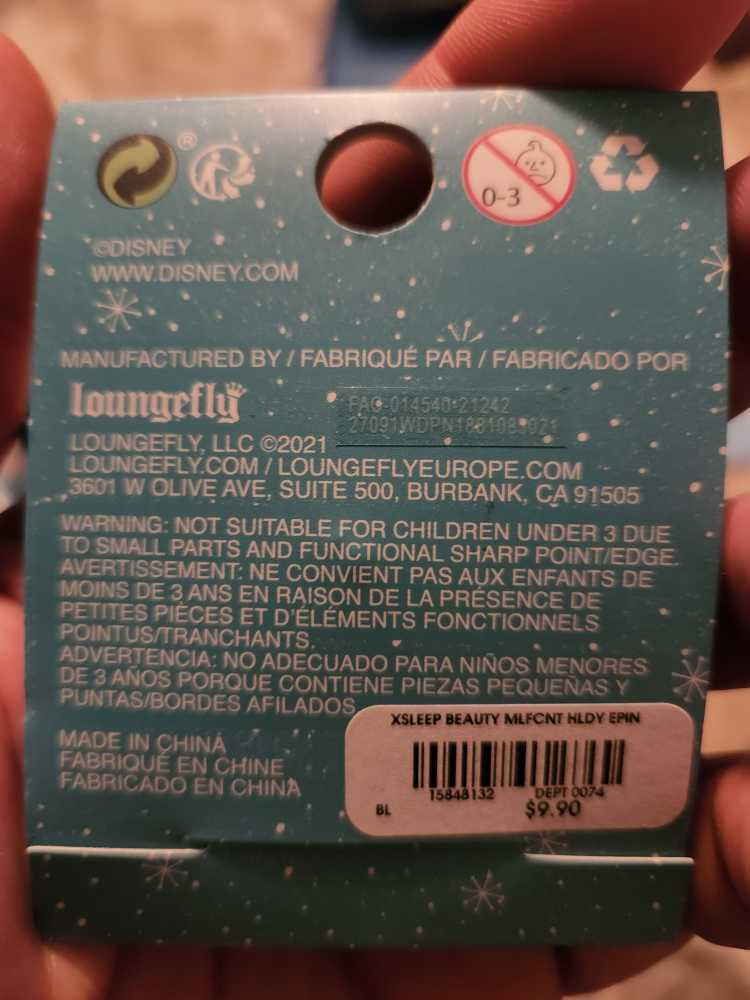 ®
0-3
©DISNEY
WWW.DISNEY.COM
MANUFACTURED BY / FABRIQUÉ PAR / FABRICADO POR
loungefly
FAC-014540-21242
LOUNGEFLY, LLC ©2021
LOUNGEFLY.COM / LOUNGEFLYEUROPE.COM
3601 W OLIVE AVE, SUITE 500, BURBANK, CA 91505
WARNING: NOT SUITABLE FOR CHILDREN UNDER 3 DUE
TO SMALL PARTS AND FUNCTIONAL SHARP POINT/EDGE.
AVERTISSEMENT: NE CONVIENT PAS AUX ENFANTS DE
MOINS DE 3 ANS EN RAISON DE LA PRÉSENCE DE
PETITES PIÈCES ET D'ÉLÉMENTS FONCTIONNELS
POINTUS/TRANCHANTS.
ADVERTENCIA: NO ADECUADO PARA NIÑOS MENORES
DE 3 AÑOS PORQUE CONTIENE PIEZAS PEQUEÑAS Y
PUNTAS/BORDES AFILADOS
MADE IN CHINA
FABRIQUÉ EN CHINE
FABRICADO EN CHINA
XSLEEP BEAUTY MLFCNT HLDY EPIN
15848132 DEPT 0074
BL $9.90